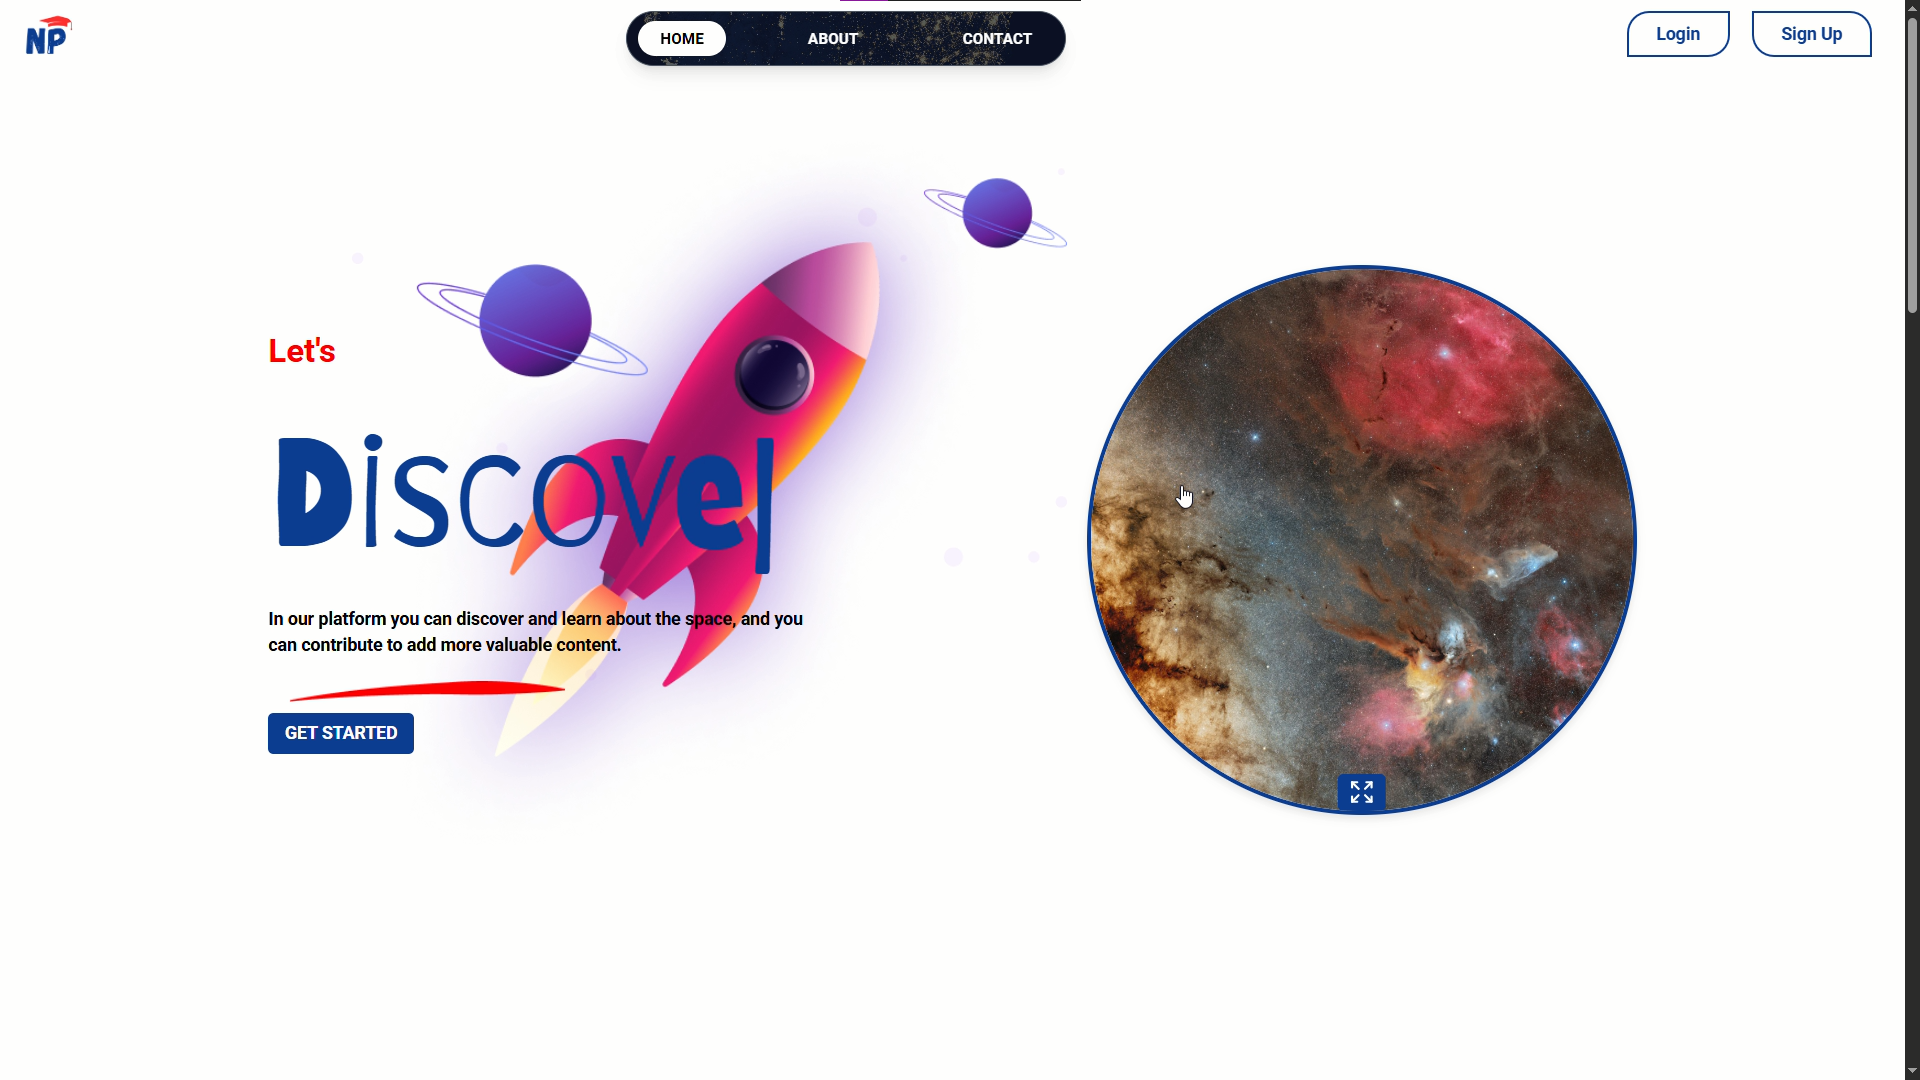 NP
HOME
ABOUT
CONTACT
Login
Sign Up
Let's
Discove|
In our platform you can discover and learn about the space, and you
can contribute to add more valuable content.
GET STARTED